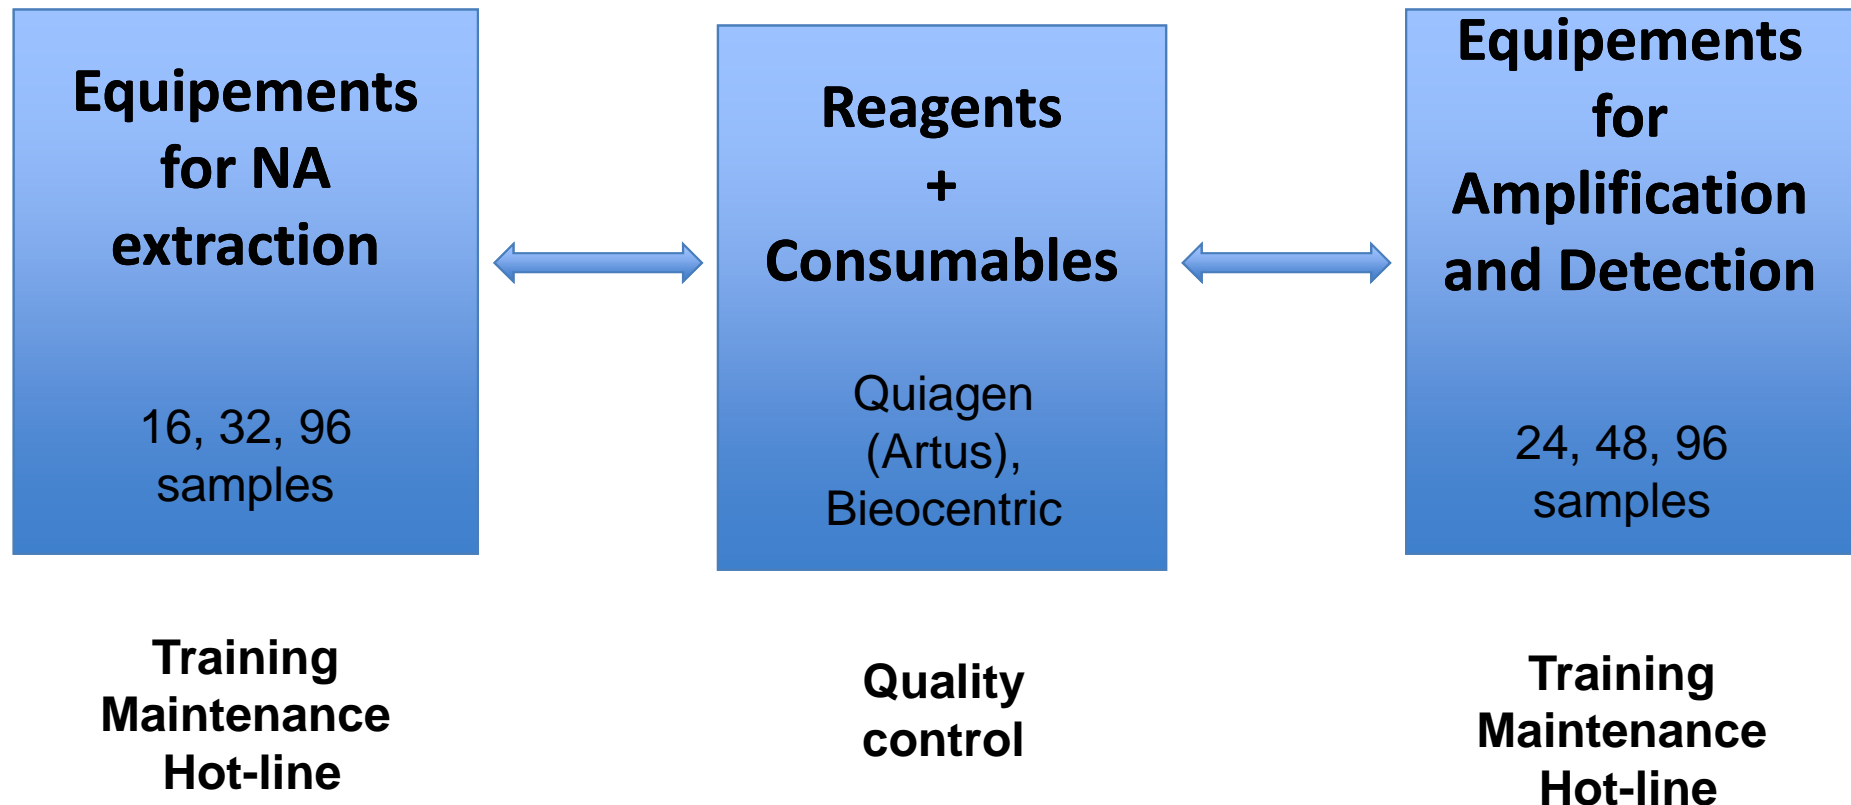 Equipements
for NA
extraction
16, 32, 96
samples
Training
Maintenance
Hot-line
Reagents
+
Consumables
Quiagen
(Artus),
Bieocentric
Quality
control
Equipements
for
Amplification
and Detection
24, 48, 96
samples
Training
Maintenance
Hot-line